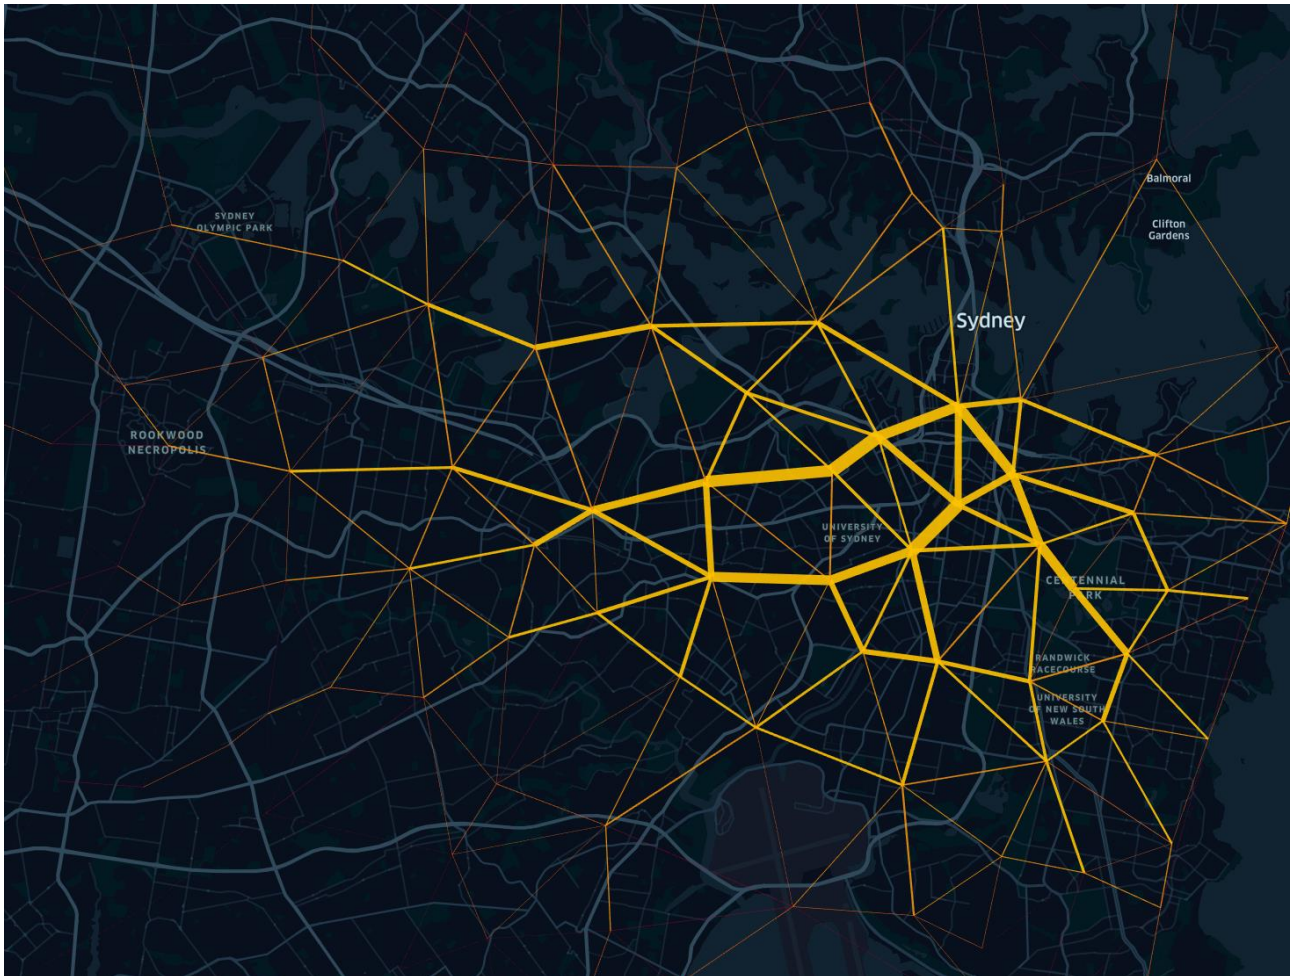 Balmoral
SYDNEY
OLYMPIC PARK
Clifton
Gardens
Sydney
ROOKWOOD
NECROPOLIS
UNIVERSITY
OF SYDNEY
CENTENNIAL
PARK
RANDWICK
RACECOURSE
UNIVERSITY
OF NEW SOUTH
WALES